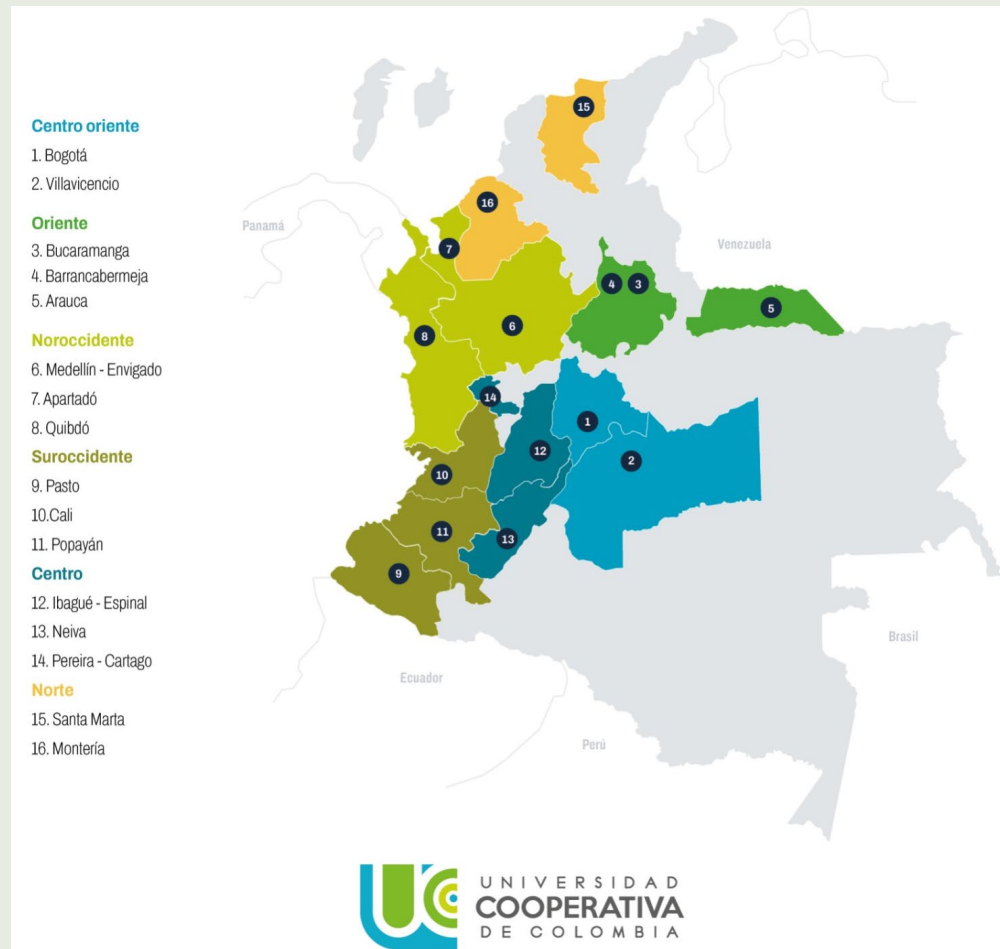 Centro oriente
1. Bogotá
2. Villavicencio
Oriente
3. Bucaramanga
4. Barrancabermeja
5. Arauca
Noroccidente
6. Medellín - Envigado
7. Apartadó
8. Quibdó
Suroccidente
9. Pasto
10.Cali
11. Popayán
Centro
12. Ibagué - Espinal
13. Neiva
14. Pereira - Cartago
Norte
15. Santa Marta
16. Montería
15
16
Panamá
7
Venezuela
4 3
5
8
6
14
1
12
2
10
11
13
9
Brasil
Ecuador
Perú
UC
UNIVERSIDAD
COOPERATIVA
DE COLOMBIA